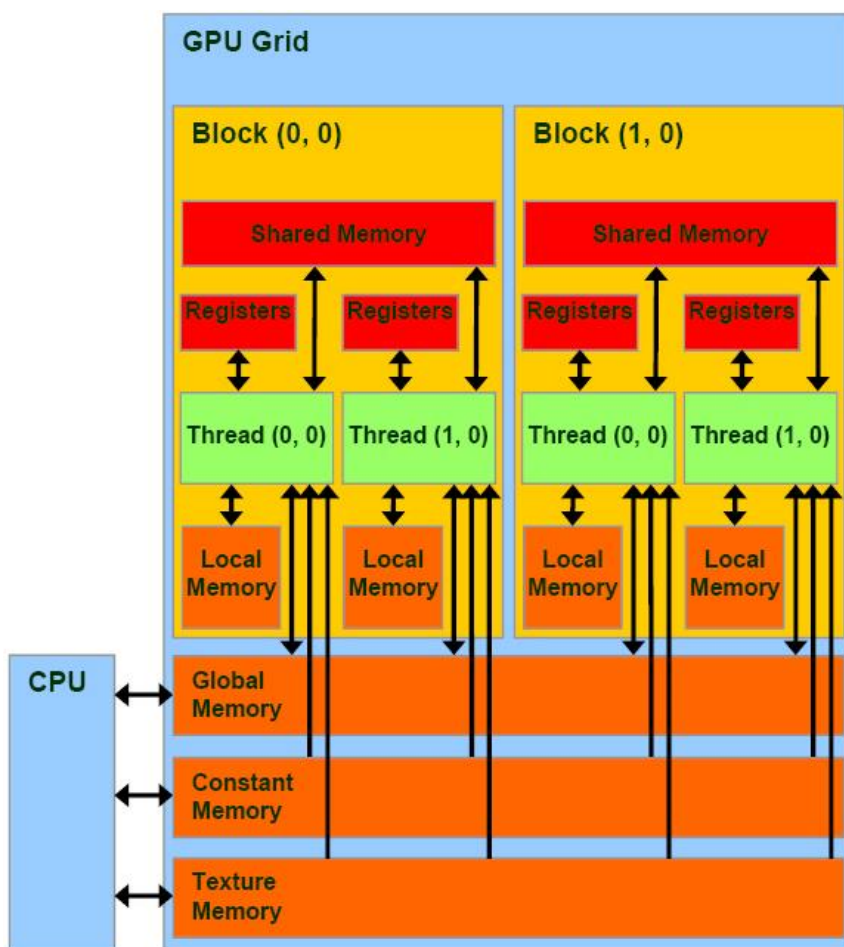 GPU Grid
Block (0, 0)
Block (1, 0)
Shared Memory
Shared Memory
Registers
Registers
Registers
Registers
Thread (0, 0)
Thread (1, 0)
Thread (0, 0)
Thread (1, 0)
Local
Memory
Local
Memory
Local
Memory
Local
Memory
CPU
Global
Memory
Constant
Memory
Texture
Memory